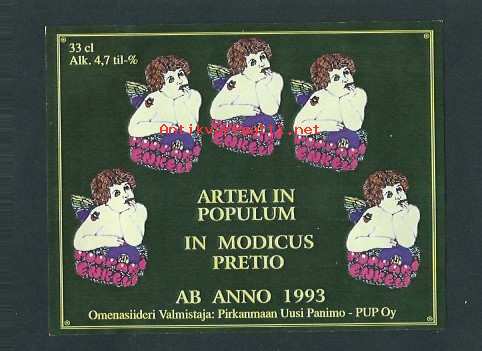 33 cl
Alk. 4,7 til-%
ARTEM IN
POPULUM
IN MODICUS
PRETIO
AB ANNO 1993
Omenasiideri Valmistaja: Pirkanmaan Uusi Panimo - PUP Oy